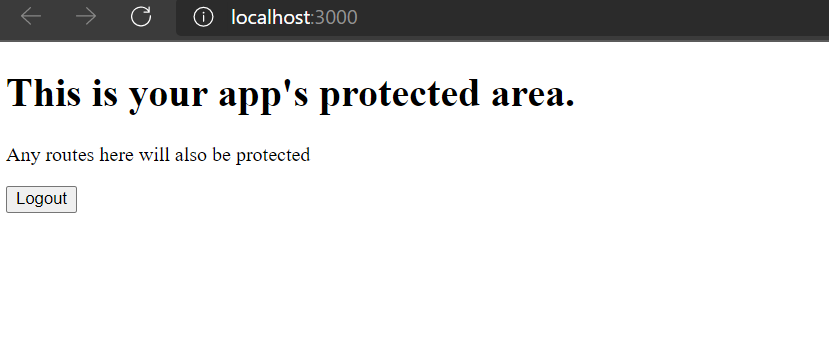 localhost:3000
This is your app's protected area.
Any routes here will also be protected
Logout